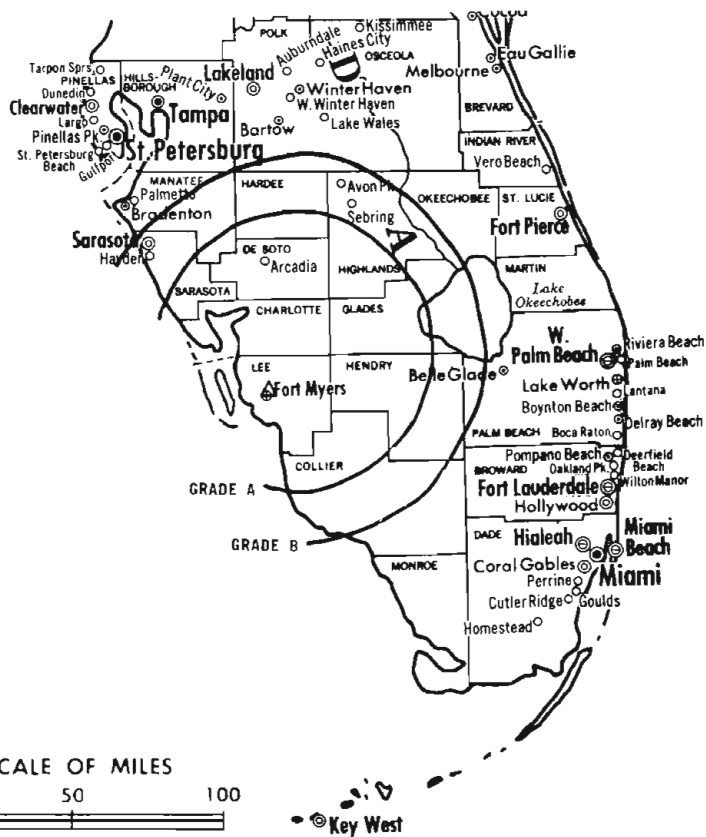 Cocoa
Kissimmee
POLK
Auburndale
Haines City
OSCEOLA
Eau Gallie
Melbourne
Tarpon Sprs.
PINELLAS
HILLS-
BOROUGH
Plant City
Lakeland
Dunedin
Clearwater
Tampa
Winter Haven
W. Winter Haven
BREVARD
Largo
Bartow
Lake Wales
Pinellas Pk.
St. Petersburg
INDIAN RIVER
St. Petersburg
Beach
Gulfport
Vero Beach
MANATEE
HARDEE
Avon Pk.
OKEECHOBEE
ST. LUCIE
Palmetto
Bradenton
Sebring
Fort Pierce
Sarasota
A
DE SOTO
Arcadia
HIGHLANDS
MARTIN
SARASOTA
Lake
Okeechobee
CHARLOTTE
GLADES
W.
Palm Beach
Riviera Beach
Palm Beach
LEE
HENDRY
Belle Glade
Fort Myers
Lake Worth
Lantana
Boynton Beach
Delray Beach
PALM BEACH
Boca Raton
COLLIER
Pompano Beach
Deerfield
Beach
BROWARD
Oakland Pk.
GRADE A
Fort Lauderdale
Wilton Manor
Hollywood
GRADE B
DADE
Hialeah
Miami
Beach
MONROE
Coral Gables
Miami
Perrine
Cutler Ridge
Goulds
Homestead
CALE OF MILES
50
100
Key West